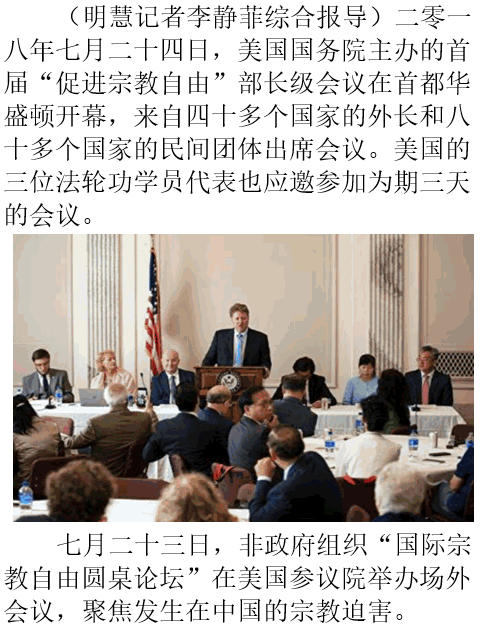 （明慧记者李静菲综合报导）二零一
八年七月二十四日，美国国务院主办的首
届“促进宗教自由”部长级会议在首都华
盛顿开幕，来自四十多个国家的外长和八
十多个国家的民间团体出席会议。美国的
三位法轮功学员代表也应邀参加为期三天
的会议。
七月二十三日，非政府组织“国际宗
教自由圆桌论坛”在美国参议院举办场外
会议，聚焦发生在中国的宗教迫害。